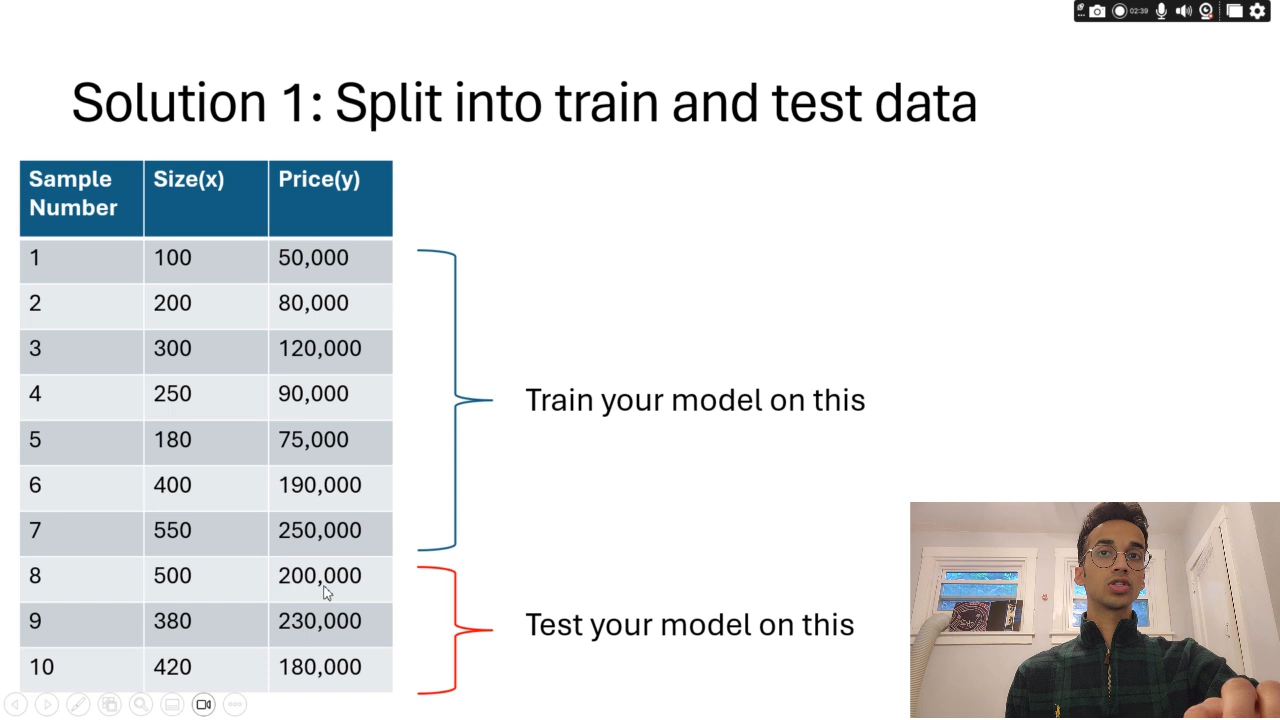 02:39
Solution 1: Split into train and test data
Sample Number Size(x) Price(y)
1 100 50,000
2 200 80,000
3 300 120,000
4 250 90,000
5 180 75,000
6 400 190,000
7 550 250,000
8 500 200,000
9 380 230,000
10 420 180,000
Train your model on this
Test your model on this